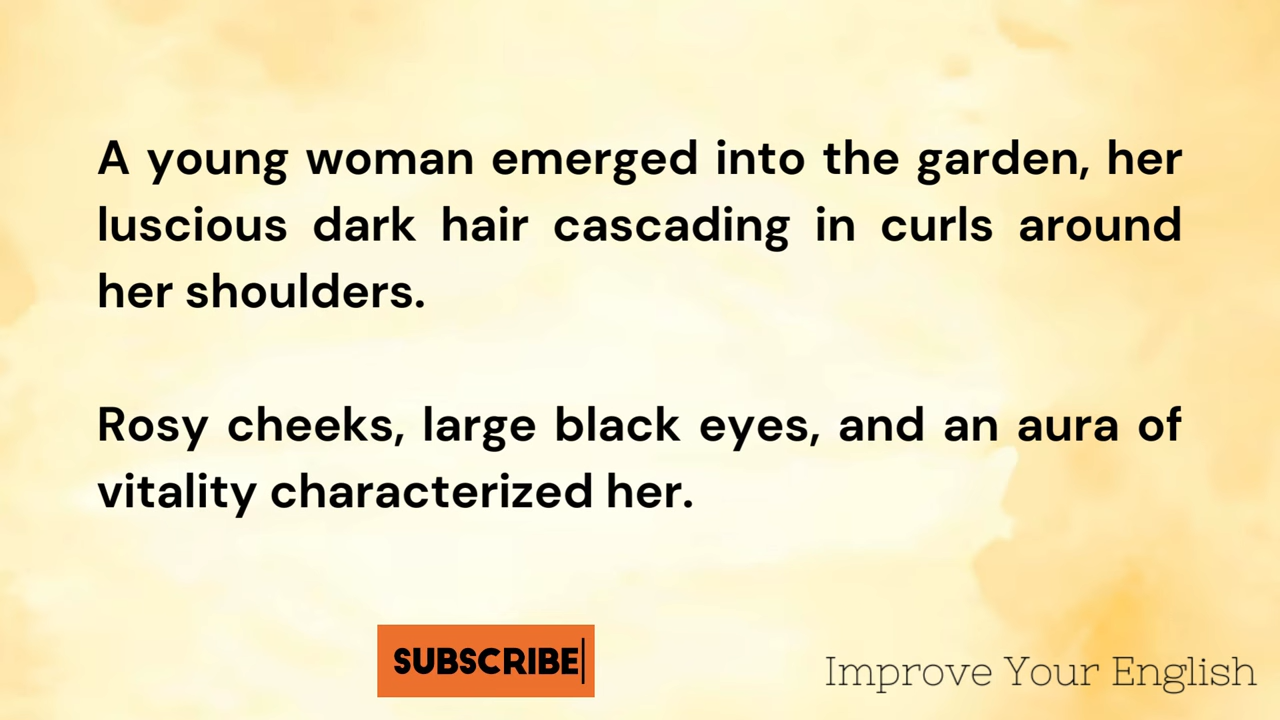 A young woman emerged into the garden, her
luscious dark hair cascading in curls around
her shoulders.
Rosy cheeks, large black eyes, and an aura of
vitality characterized her.
SUBSCRIBE
Improve Your English